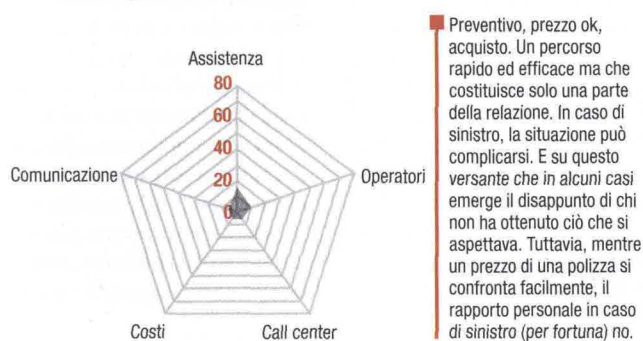 Assistenza
80
60
40
20
0
Comunicazione
Operatori
Costi
Call center
Preventivo, prezzo ok,
acquisto. Un percorso
rapido ed efficace ma che
costituisce solo una parte
della relazione. In caso di
sinistro, la situazione può
complicarsi. E su questo
versante che in alcuni casi
emerge il disappunto di chi
non ha ottenuto ciò che si
aspettava. Tuttavia, mentre
un prezzo di una polizza si
confronta facilmente, il
rapporto personale in caso
di sinistro (per fortuna) no.